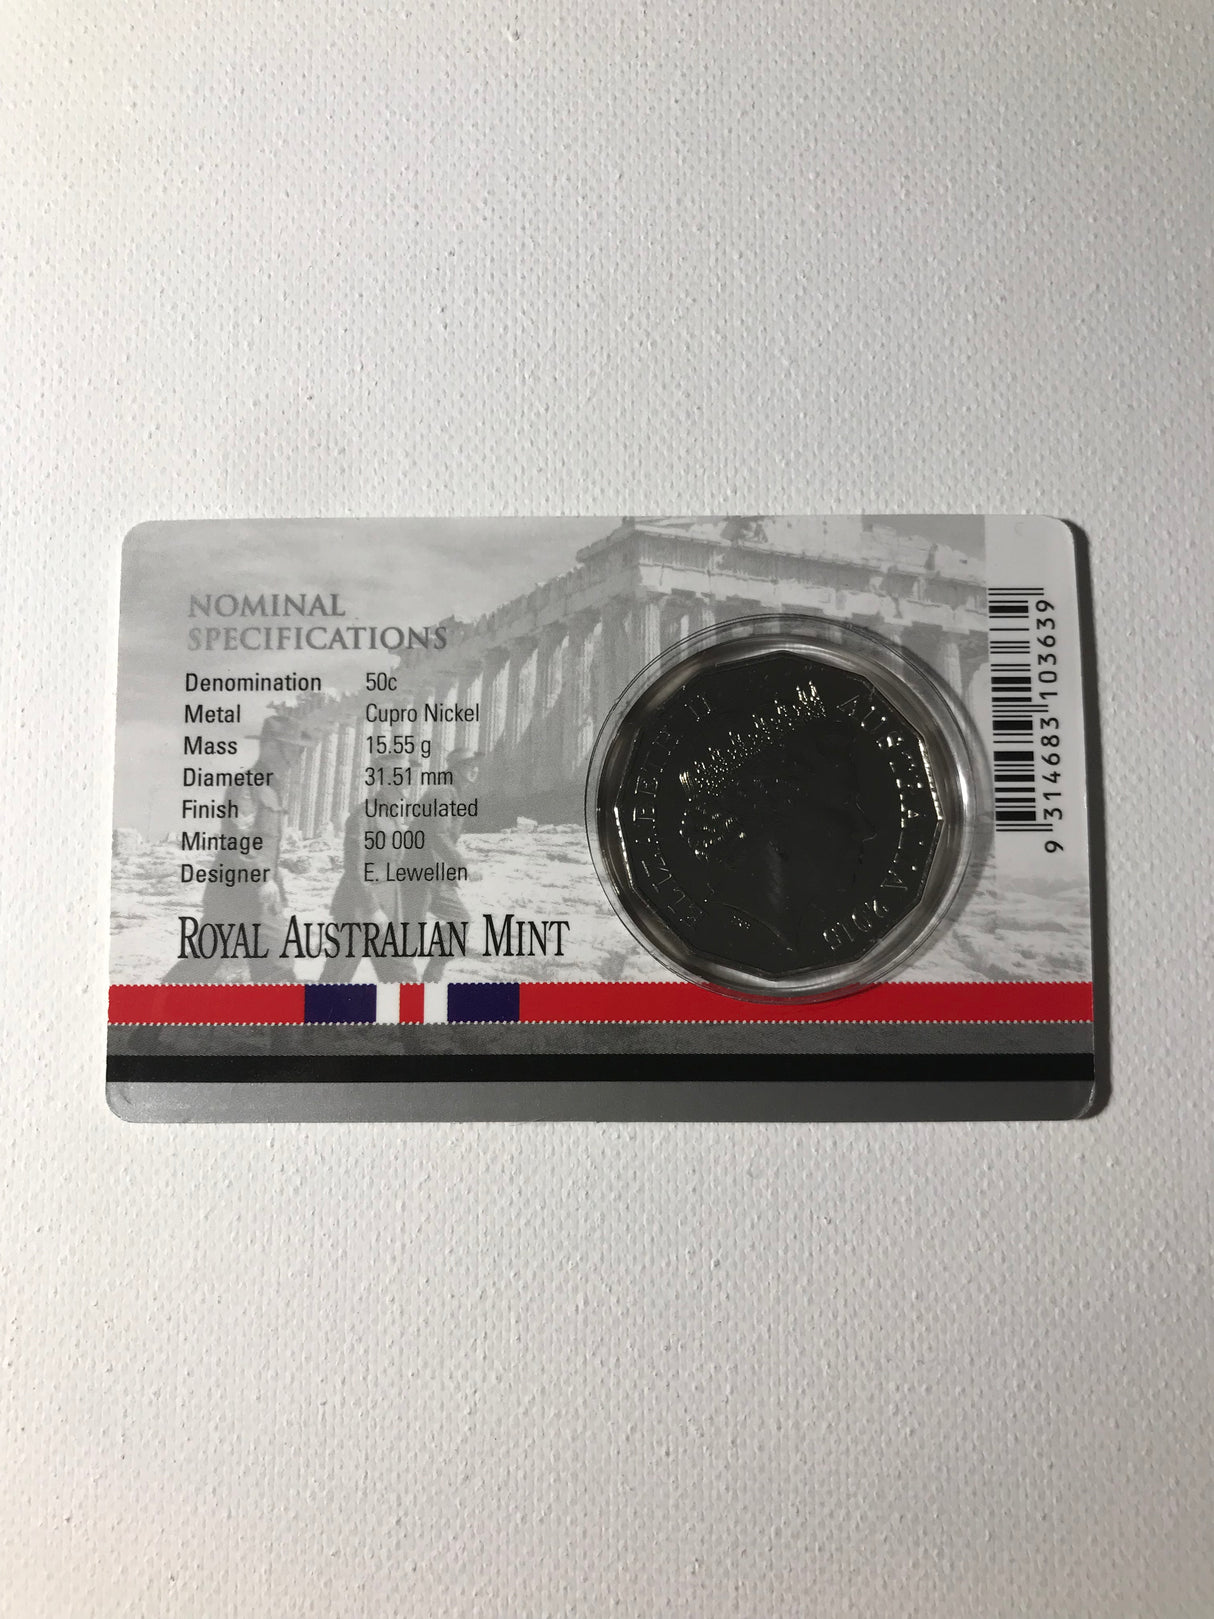 NOMINAL
SPECIFICATIONS
Denomination 50c
Metal Cupro Nickel
Mass 15.55 g
Diameter 31.51 mm
Finish Uncirculated
Mintage 50 000
Designer E. Lewellen
ROYAL AUSTRALIAN MINT
ELIZABETH II
AUSTRALIA 2016
9 314683 103639